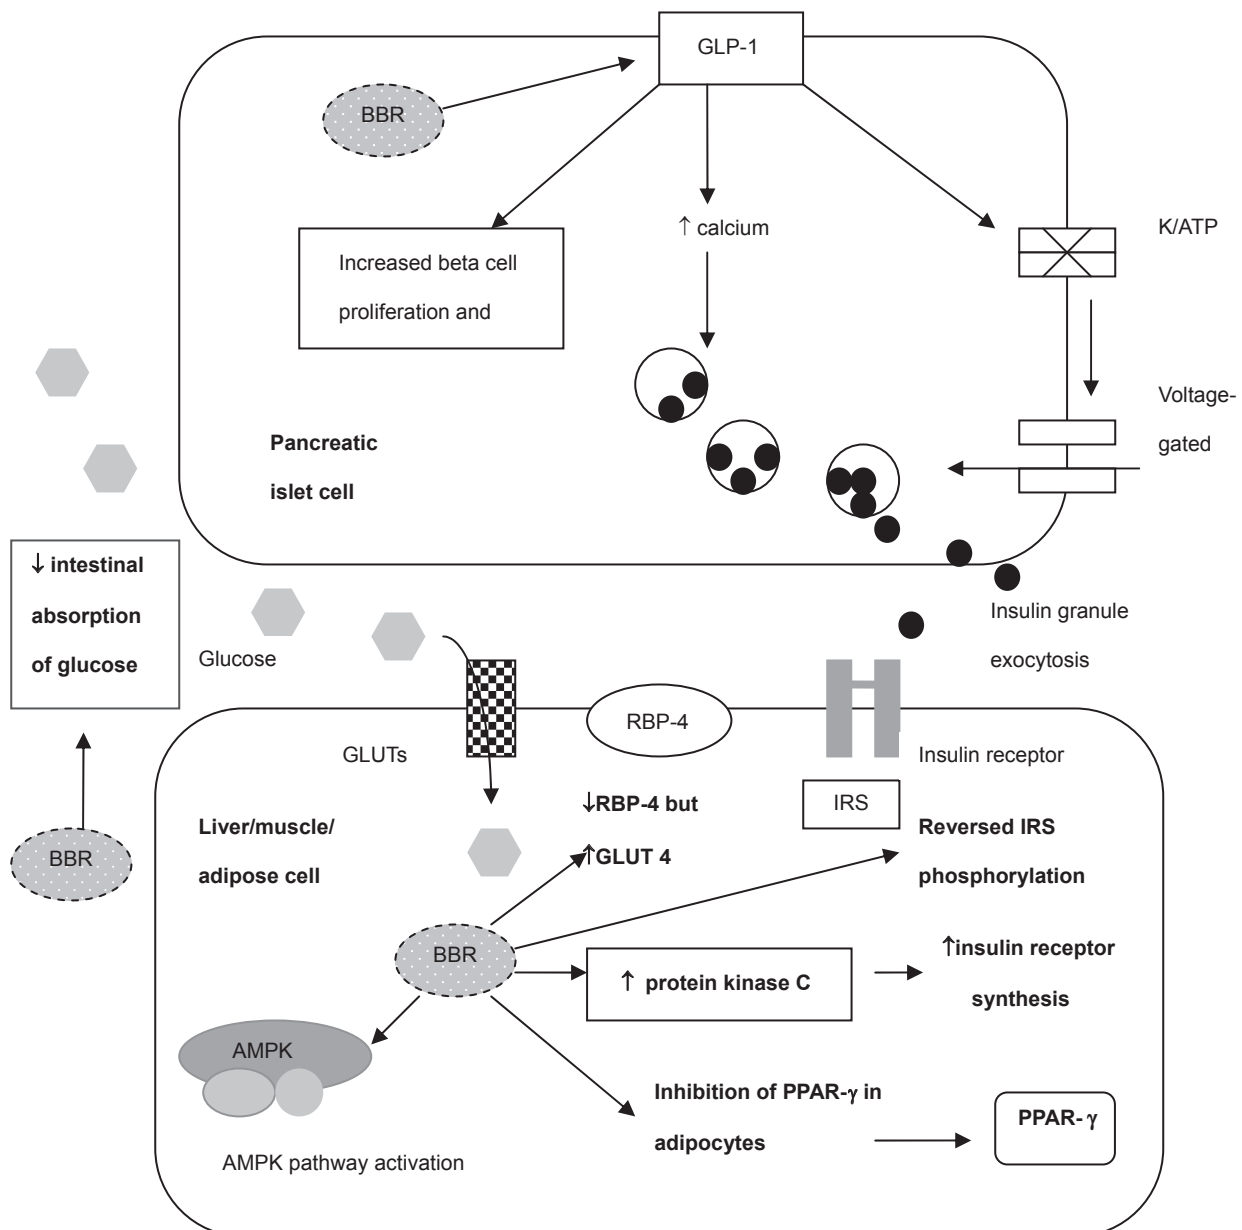 GLP-1
BBR
↑ calcium
K/ATP
Increased beta cell
proliferation and
Voltage-
gated
Pancreatic
islet cell
↓ intestinal
absorption
of glucose
Glucose
Insulin granule
exocytosis
RBP-4
GLUTs
Insulin receptor
IRS
↓RBP-4 but
↑GLUT 4
Liver/muscle/
adipose cell
Reversed IRS
phosphorylation
BBR
BBR
↑ protein kinase C
↑insulin receptor
synthesis
AMPK
Inhibition of PPAR-γ in
adipocytes
PPAR- γ
AMPK pathway activation